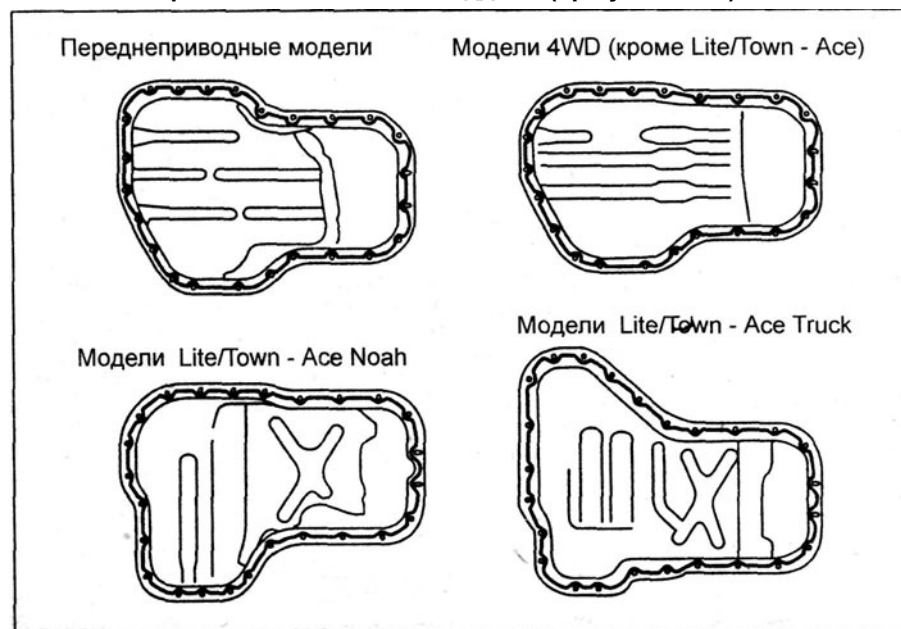 Переднеприводные модели
Модели 4WD (кроме Lite/Town - Ace)
Модели Lite/Town - Ace Noah
Модели Lite/Town - Ace Truck